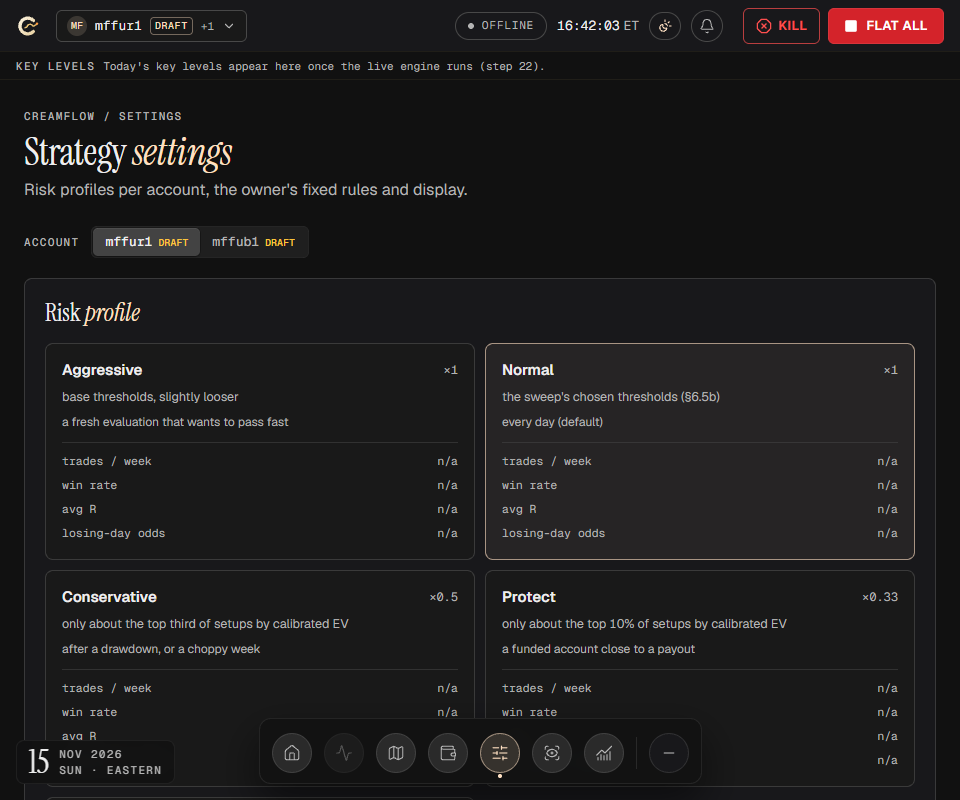 MF mffur1 DRAFT +1
OFFLINE 16:42:03 ET KILL FLAT ALL
KEY LEVELS Today's key levels appear here once the live engine runs (step 22).
CREAMFLOW / SETTINGS
Strategy settings
Risk profiles per account, the owner's fixed rules and display.
ACCOUNT mffur1 DRAFT mffub1 DRAFT
Risk profile
Aggressive ×1
base thresholds, slightly looser
a fresh evaluation that wants to pass fast
trades / week n/a
win rate n/a
avg R n/a
losing-day odds n/a
Normal ×1
the sweep's chosen thresholds (§6.5b)
every day (default)
trades / week n/a
win rate n/a
avg R n/a
losing-day odds n/a
Conservative ×0.5
only about the top third of setups by calibrated EV
after a drawdown, or a choppy week
trades / week n/a
win rate n/a
avg R
Protect ×0.33
only about the top 10% of setups by calibrated EV
a funded account close to a payout
trades / week n/a
win rate n/a
n/a
n/a
15 NOV 2026
SUN · EASTERN